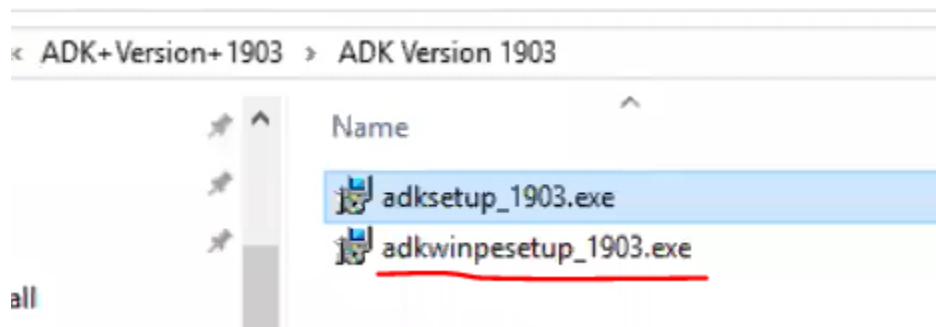 ‹ ADK+Version+1903 › ADK Version 1903
Name
adksetup_1903.exe
adkwinpesetup_1903.exe
all